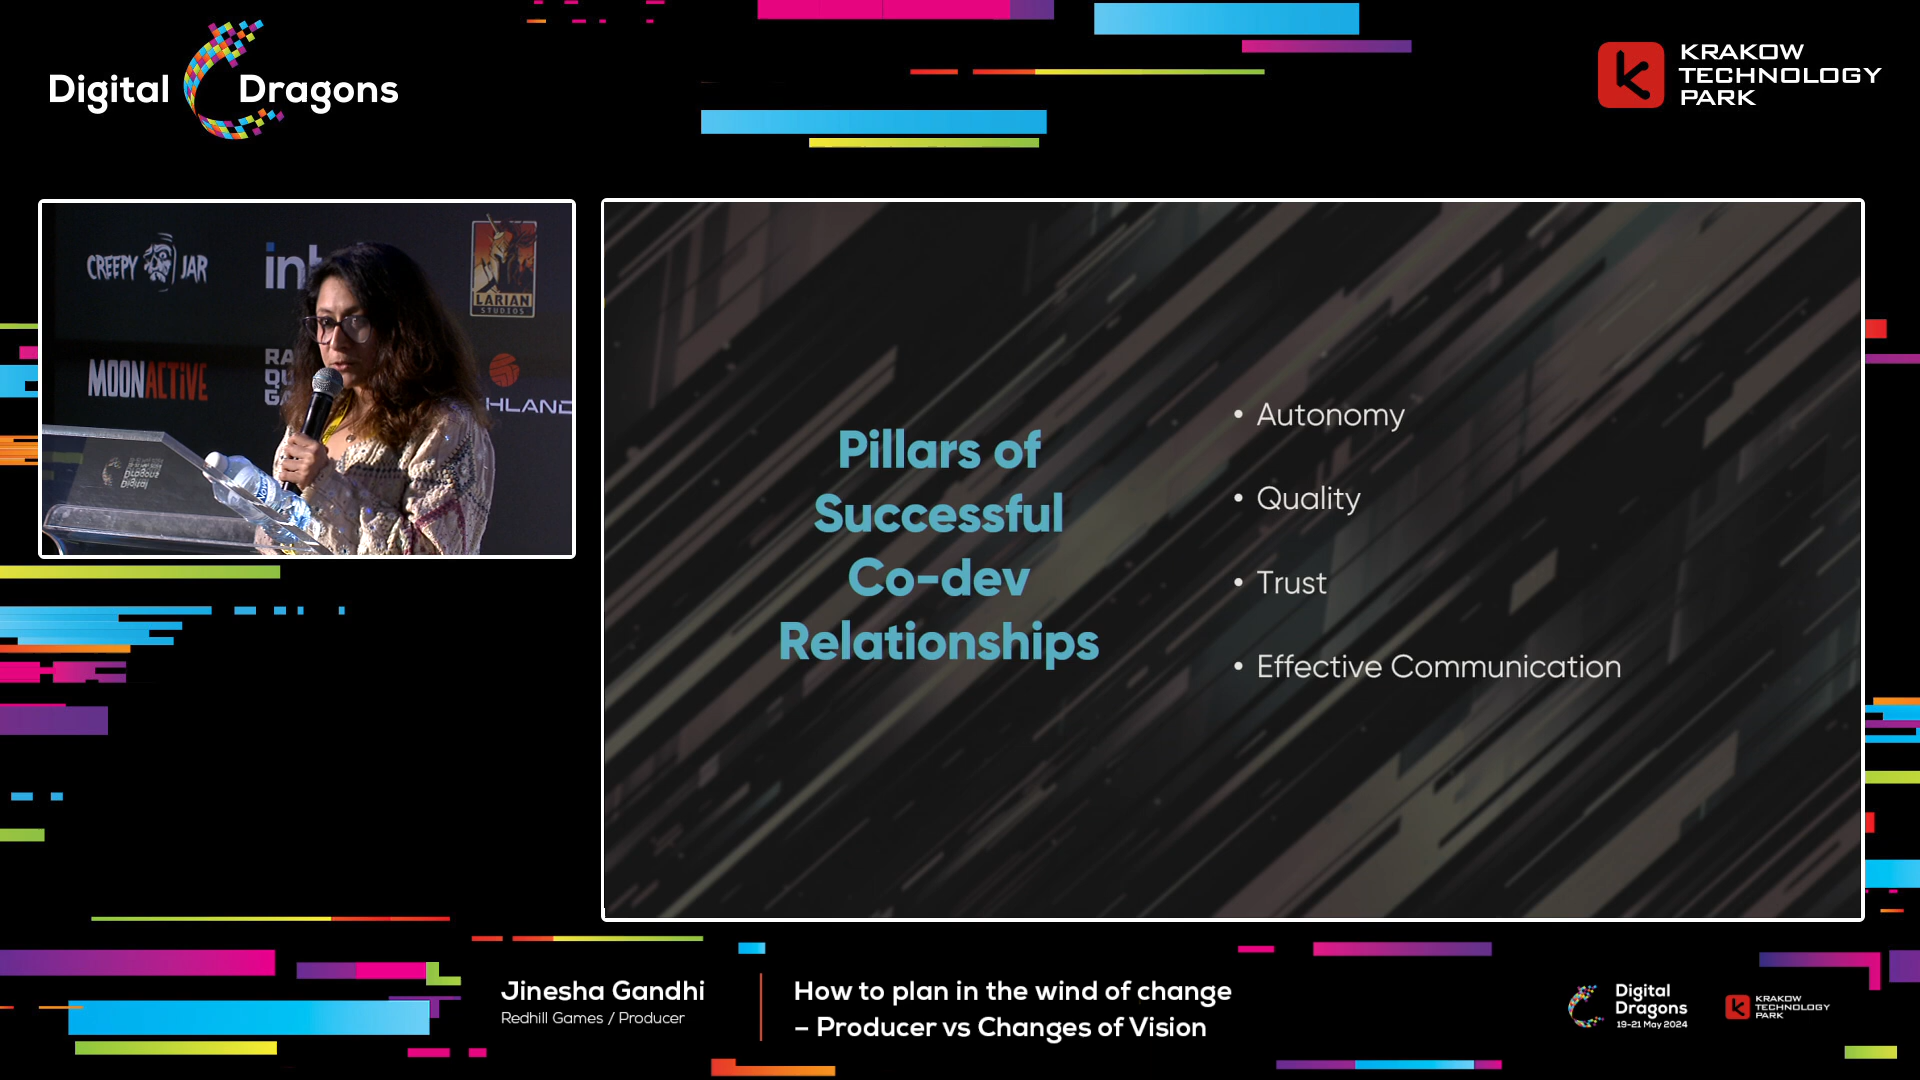 Digital Dragons
KRAKOW
TECHNOLOGY
PARK
CREEPY JAR
LARIAN
STUDIOS
MOON ACTIVE
Pillars of
Successful
Co-dev
Relationships
• Autonomy
• Quality
• Trust
• Effective Communication
Jinesha Gandhi
Redhill Games / Producer
How to plan in the wind of change
– Producer vs Changes of Vision
Digital
Dragons
19-21 May 2024
KRAKOW
TECHNOLOGY
PARK